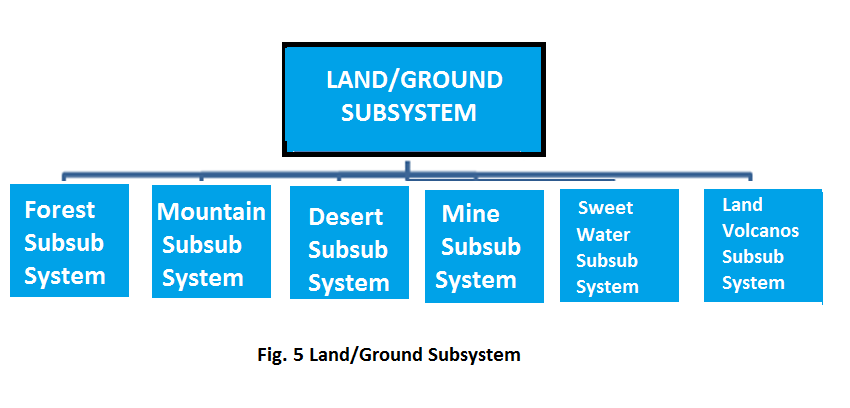 LAND/GROUND
SUBSYSTEM
Forest
Subsub
System
Mountain
Subsub
System
Desert
Subsub
System
Mine
Subsub
System
Sweet
Water
Subsub
System
Land
Volcanos
Subsub
System
Fig. 5 Land/Ground Subsystem